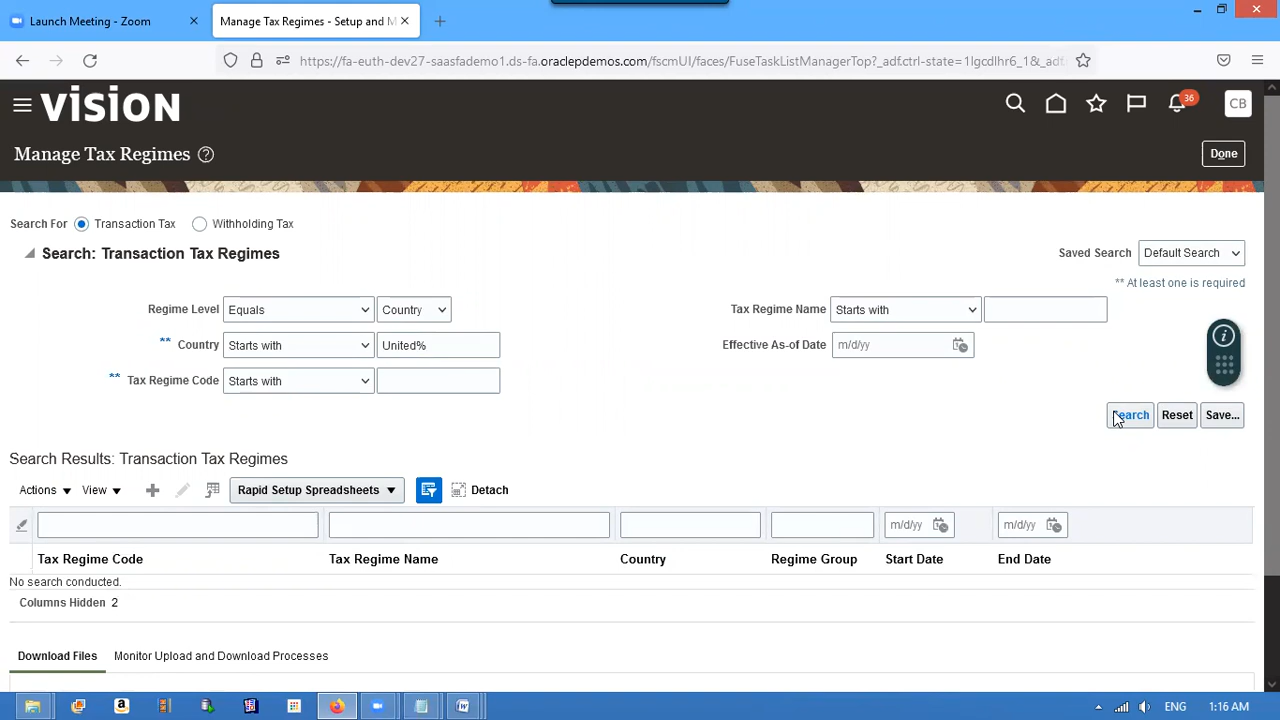 Launch Meeting - Zoom
Manage Tax Regimes - Setup and M
https://fa-euth-dev27-saasfademo1.ds-fa.oraclepdemos.com/fscmUI/faces/FuseTaskListManagerTop?_adf.ctrl-state=1lgcdlhr6_1&_adf
VISION
36
CB
Manage Tax Regimes
Done
Search For Transaction Tax Withholding Tax
Search: Transaction Tax Regimes
Saved Search Default Search
** At least one is required
Regime Level Equals Country
Tax Regime Name Starts with
** Country Starts with United%
Effective As-of Date m/d/yy
** Tax Regime Code Starts with
Search Reset Save...
Search Results: Transaction Tax Regimes
Actions View Rapid Setup Spreadsheets Detach
m/d/yy m/d/yy
Tax Regime Code Tax Regime Name Country Regime Group Start Date End Date
No search conducted.
Columns Hidden 2
Download Files Monitor Upload and Download Processes
ENG 1:16 AM